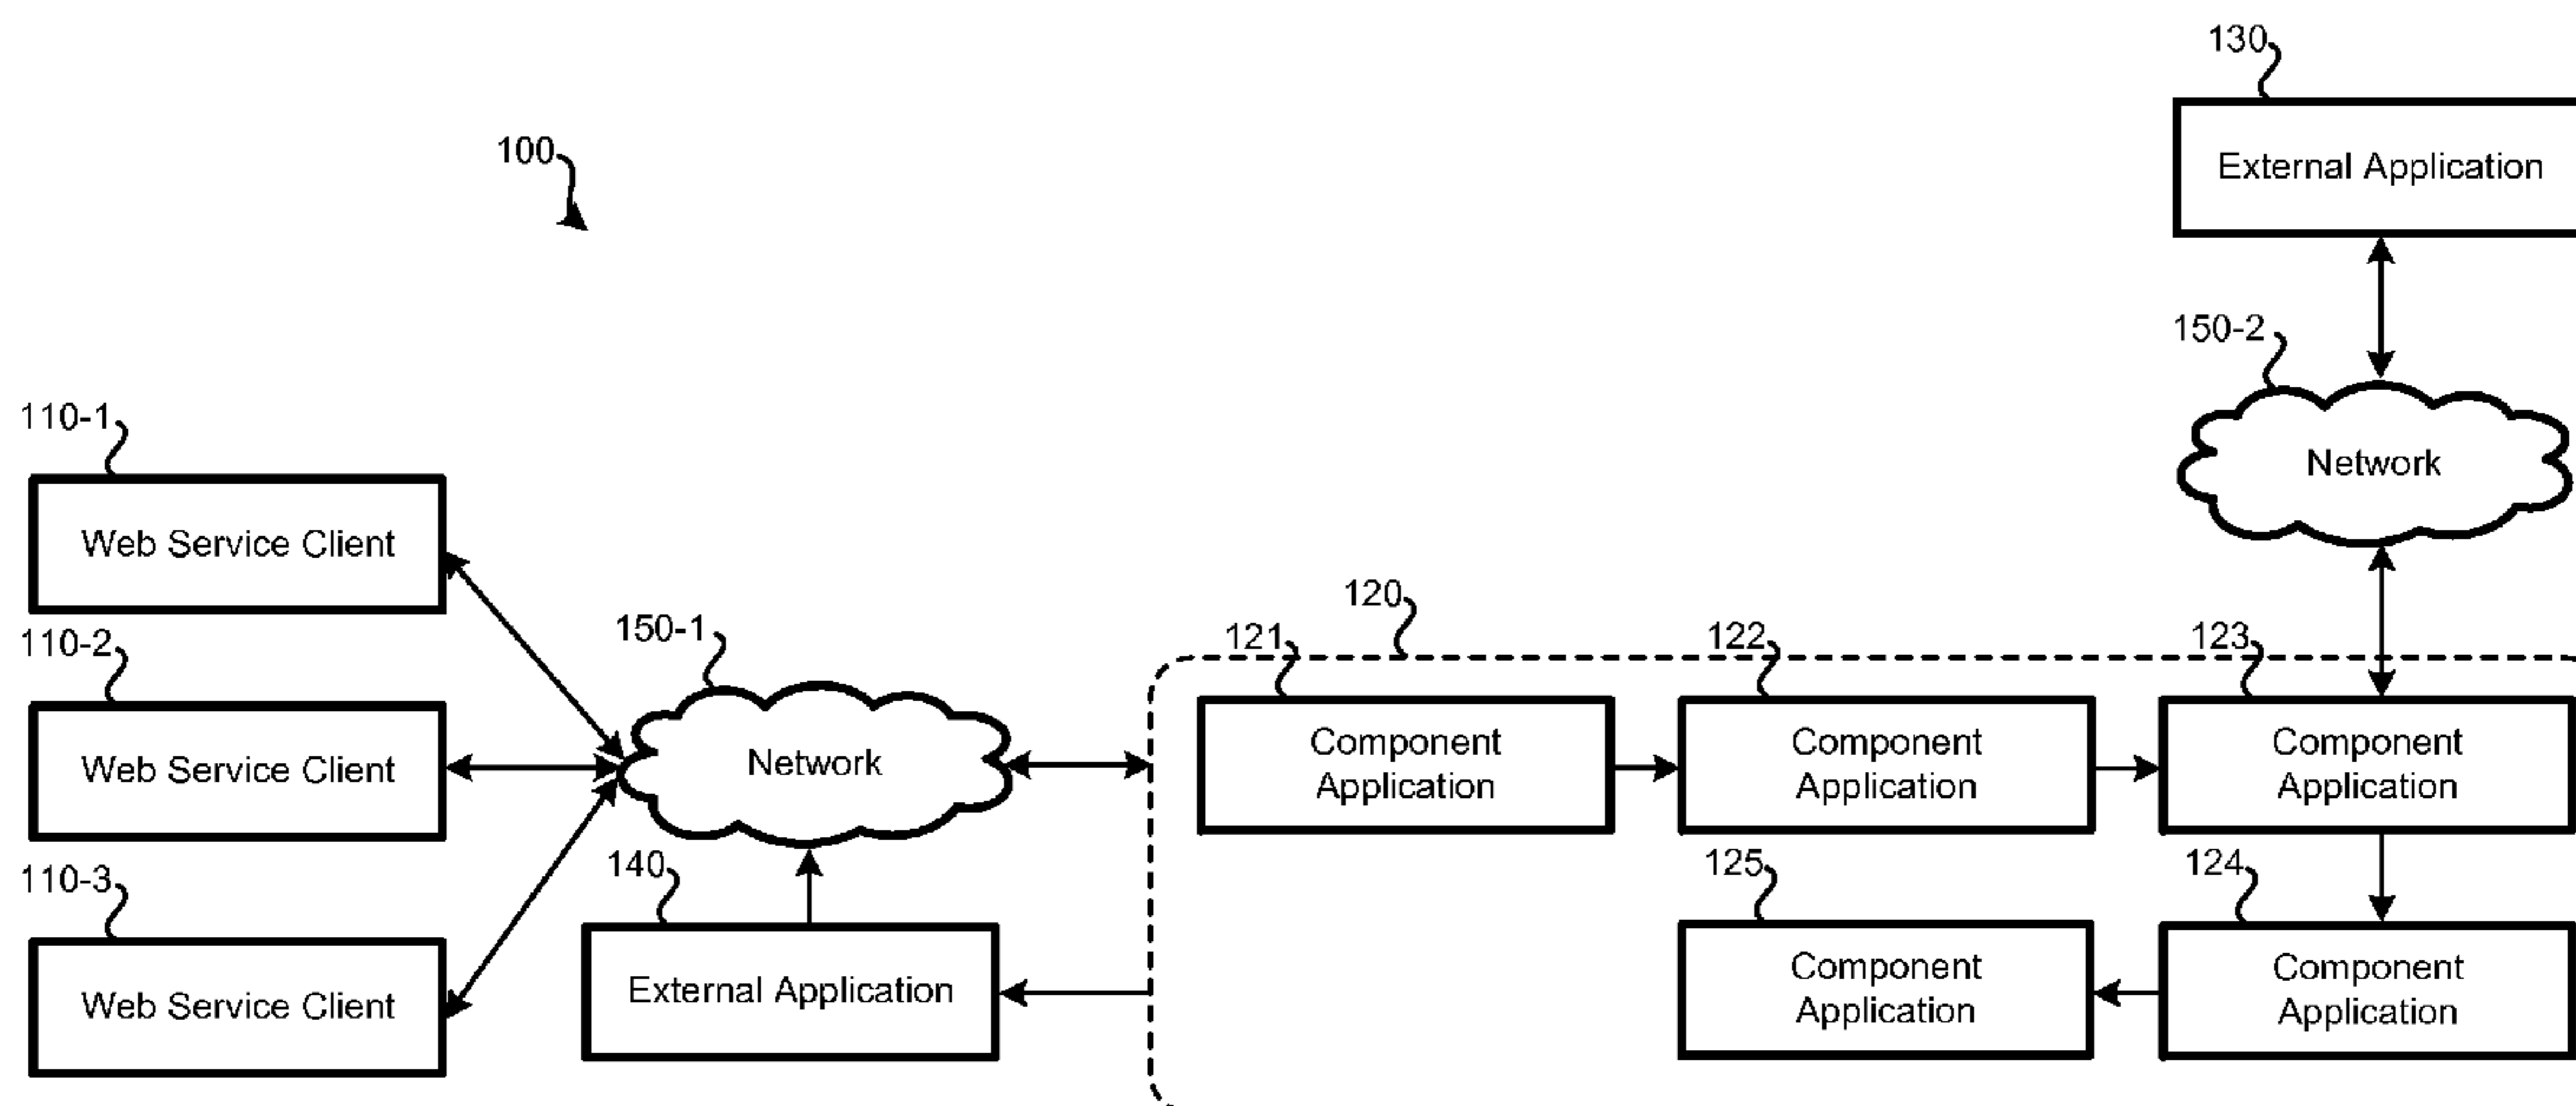 130
External Application
100
150-2
Network
110-1
Web Service Client
110-2
Web Service Client
110-3
Web Service Client
150-1
Network
140
External Application
120
121
Component
Application
122
Component
Application
123
Component
Application
125
Component
Application
124
Component
Application